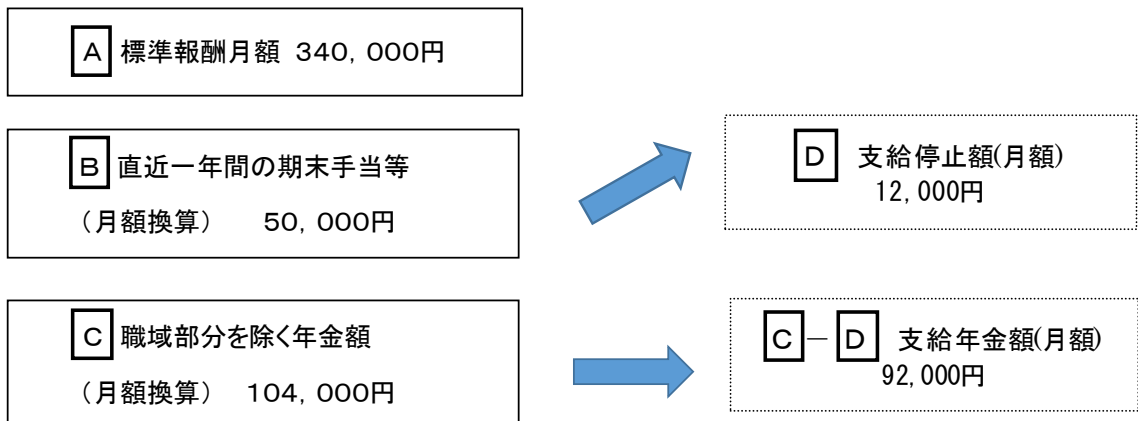 A 標準報酬月額 340,000円
B 直近一年間の期末手当等
(月額換算) 50,000円
D 支給停止額(月額)
12,000円
C 職域部分を除く年金額
(月額換算) 104,000円
C－D 支給年金額(月額)
92,000円